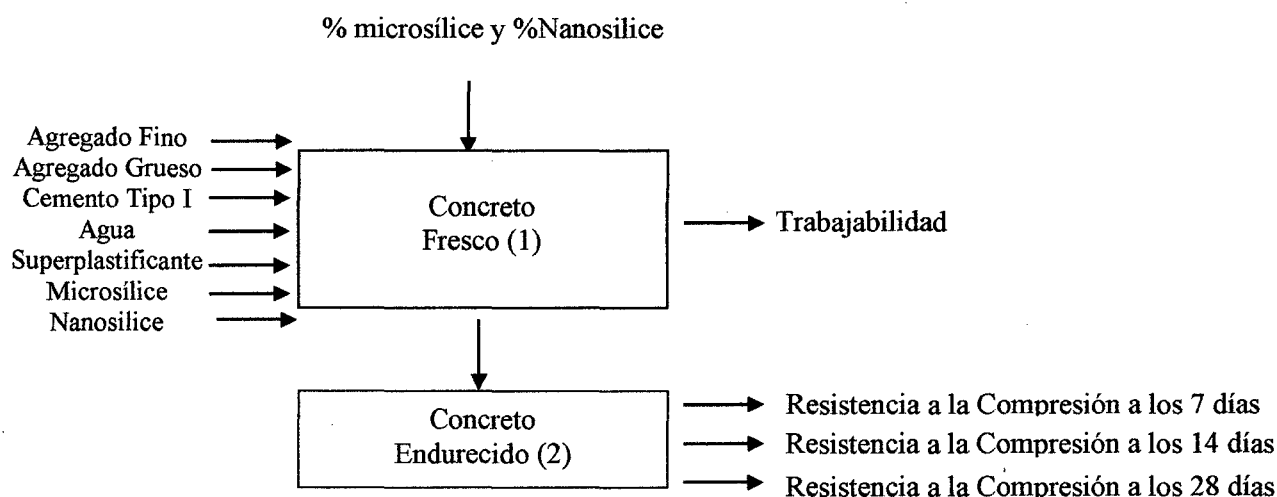 % microsílice y %Nanosilice
Agregado Fino
Agregado Grueso
Cemento Tipo I
Agua
Superplastificante
Microsílice
Nanosilice
Concreto
Fresco (1)
Trabajabilidad
Concreto
Endurecido (2)
Resistencia a la Compresión a los 7 días
Resistencia a la Compresión a los 14 días
Resistencia a la Compresión a los 28 días